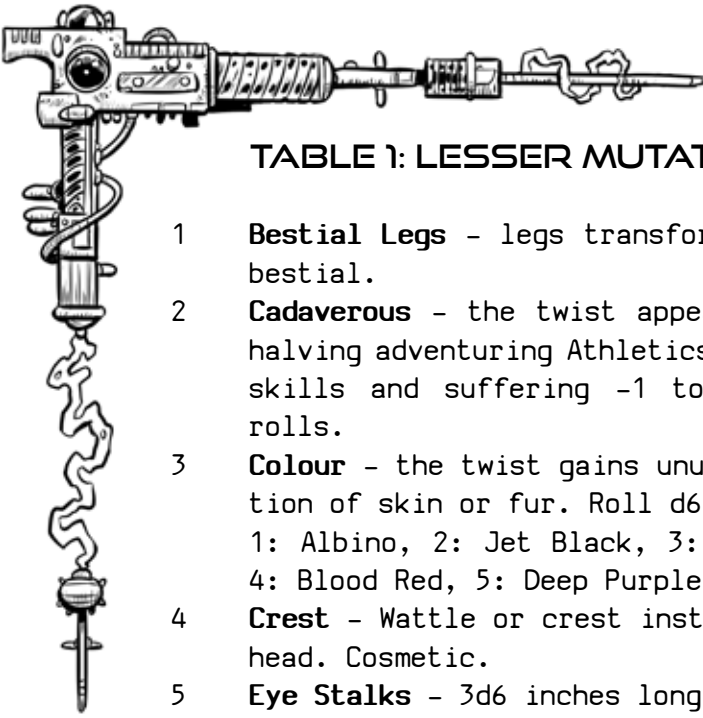 TABLE 1: LESSER MUTAT
1 Bestial Legs – legs transfor
bestial.
2 Cadaverous – the twist appe
halving adventuring Athletics
skills and suffering -1 to
rolls.
3 Colour – the twist gains unu
tion of skin or fur. Roll d6
1: Albino, 2: Jet Black, 3:
4: Blood Red, 5: Deep Purple
4 Crest – Wattle or crest inst
head. Cosmetic.
5 Eye Stalks – 3d6 inches long